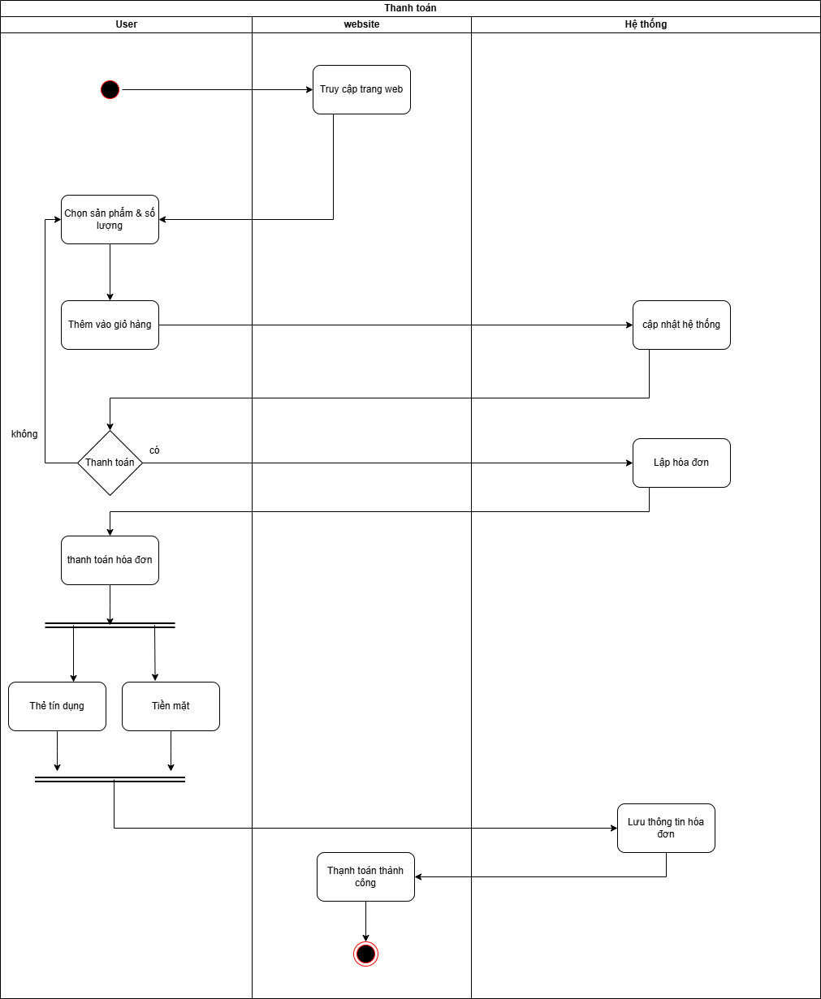 Thanh toán
User
website
Hệ thống
Truy cập trang web
Chọn sản phẩm & số
lượng
Thêm vào giỏ hàng
cập nhật hệ thống
không
có
Thanh toán
Lập hóa đơn
thanh toán hóa đơn
Thẻ tín dụng
Tiền mặt
Lưu thông tin hóa
đơn
Thạnh toán thành
công